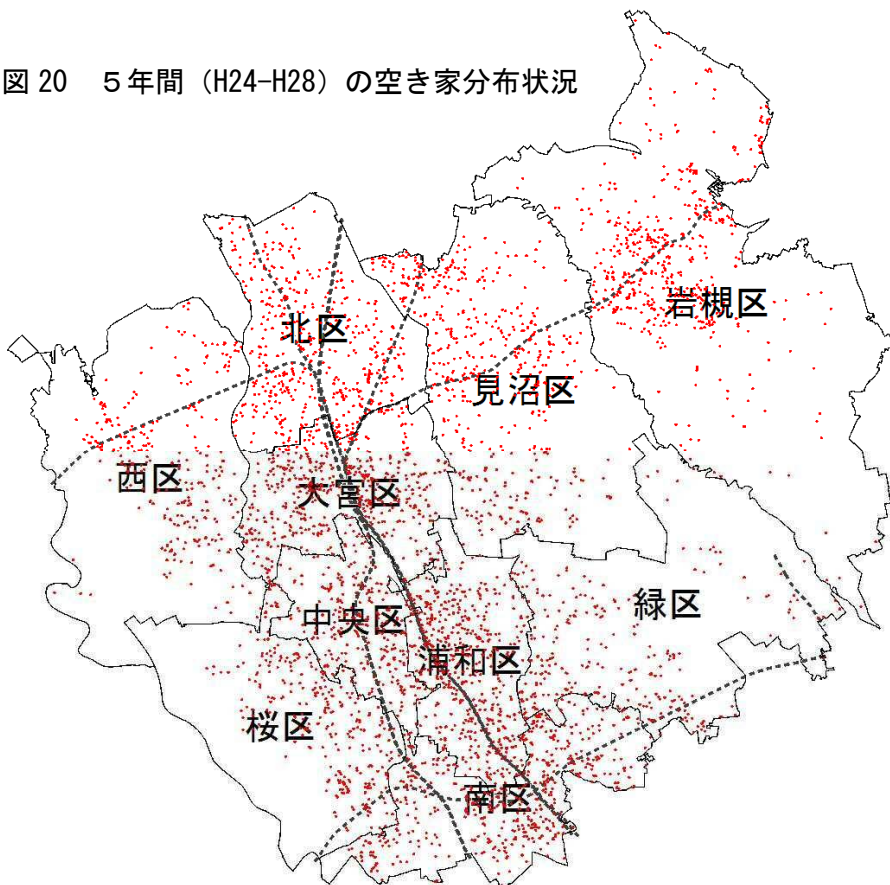 図20　５年間（H24-H28）の空き家分布状況
岩槻区
北区
見沼区
西区
大宮区
緑区
中央区
浦和区
桜区
南区